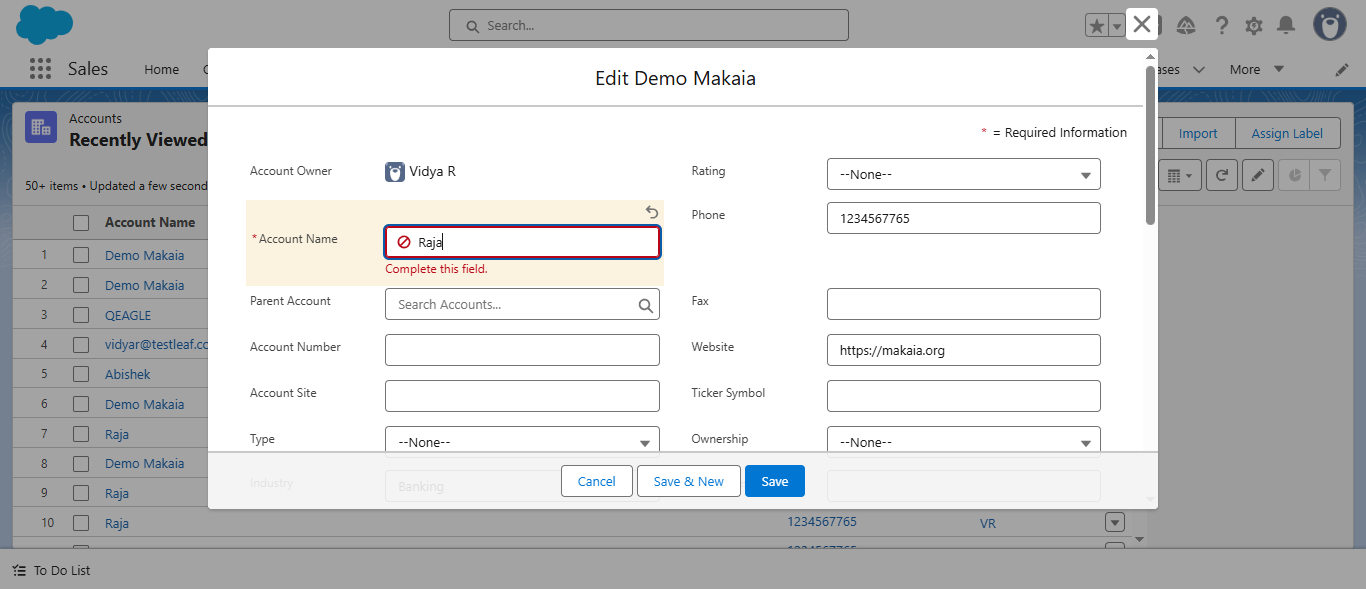 Search...
Sales
Home
ases
More
Edit Demo Makaia
Accounts
Recently Viewed
Import
Assign Label
* = Required Information
50+ items • Updated a few second
Account Owner
Vidya R
Rating
--None--
Phone
1234567765
Account Name
*Account Name
Raja
Complete this field.
1 Demo Makaia
2 Demo Makaia
Parent Account
Search Accounts...
Fax
3 QEAGLE
4 vidyar@testleaf.co
Account Number
Website
https://makaia.org
5 Abishek
Account Site
Ticker Symbol
6 Demo Makaia
7 Raja
Type
--None--
Ownership
--None--
8 Demo Makaia
Industry
Banking
Cancel
Save & New
Save
9 Raja
10 Raja
1234567765
VR
To Do List